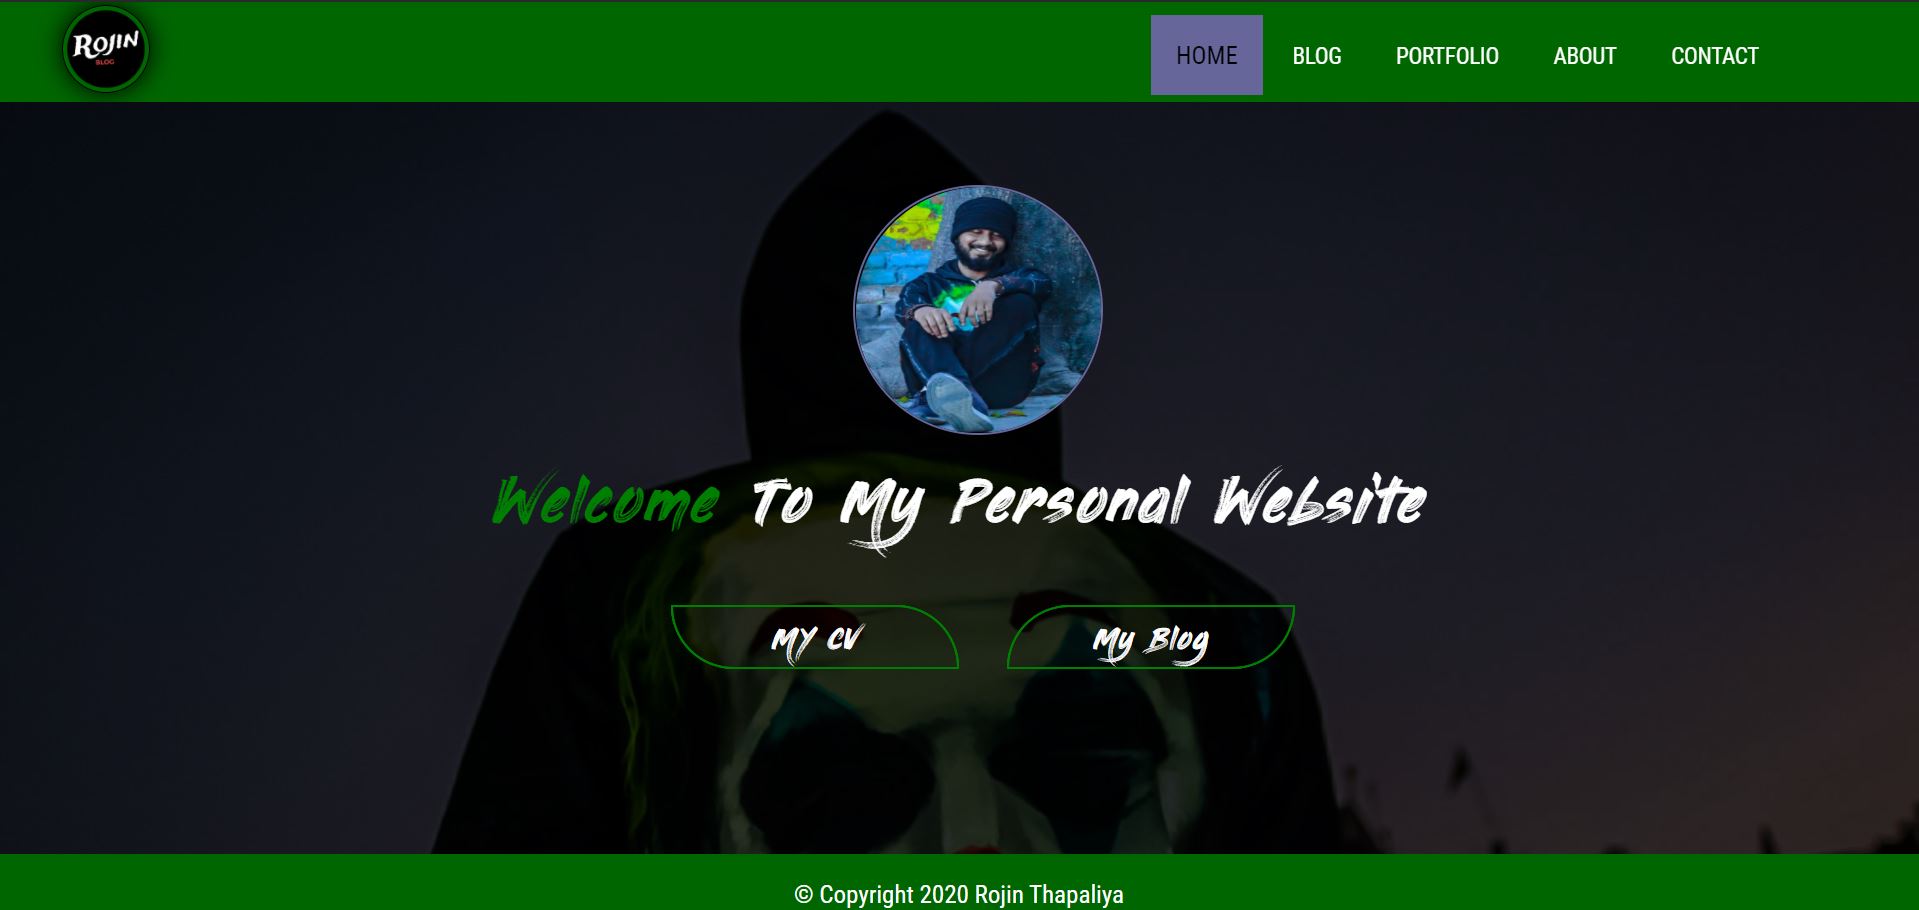 ROJIN
BLOG
HOME BLOG PORTFOLIO ABOUT CONTACT
Welcome To My Personal Website
MY CV My Blog
© Copyright 2020 Rojin Thapaliya